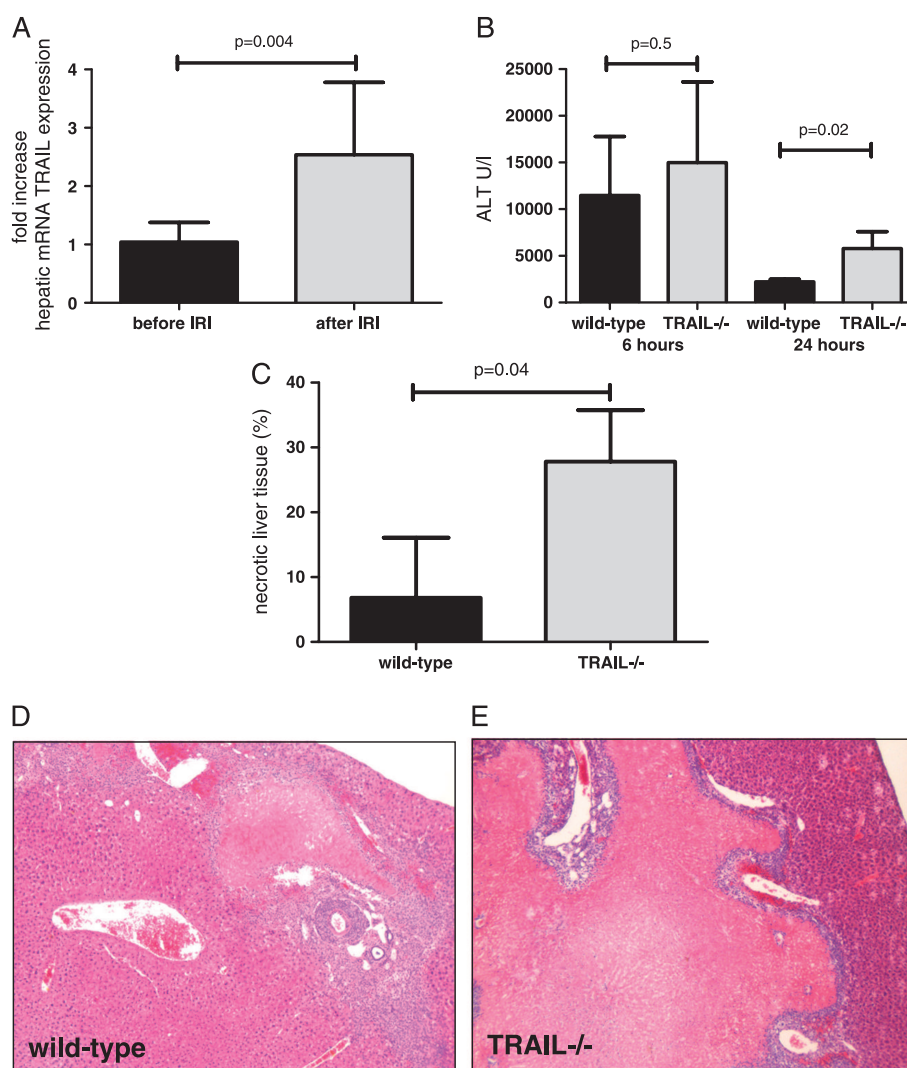 A
p=0.004
fold increase
hepatic mRNA TRAIL expression
4
3
2
1
0
before IRI
after IRI
B
p=0.5
p=0.02
ALT U/l
25000
20000
15000
10000
5000
0
wild-type
TRAIL-/-
wild-type
TRAIL-/-
6 hours
24 hours
C
p=0.04
necrotic liver tissue (%)
40
30
20
10
0
wild-type
TRAIL-/-
D
wild-type
E
TRAIL-/-